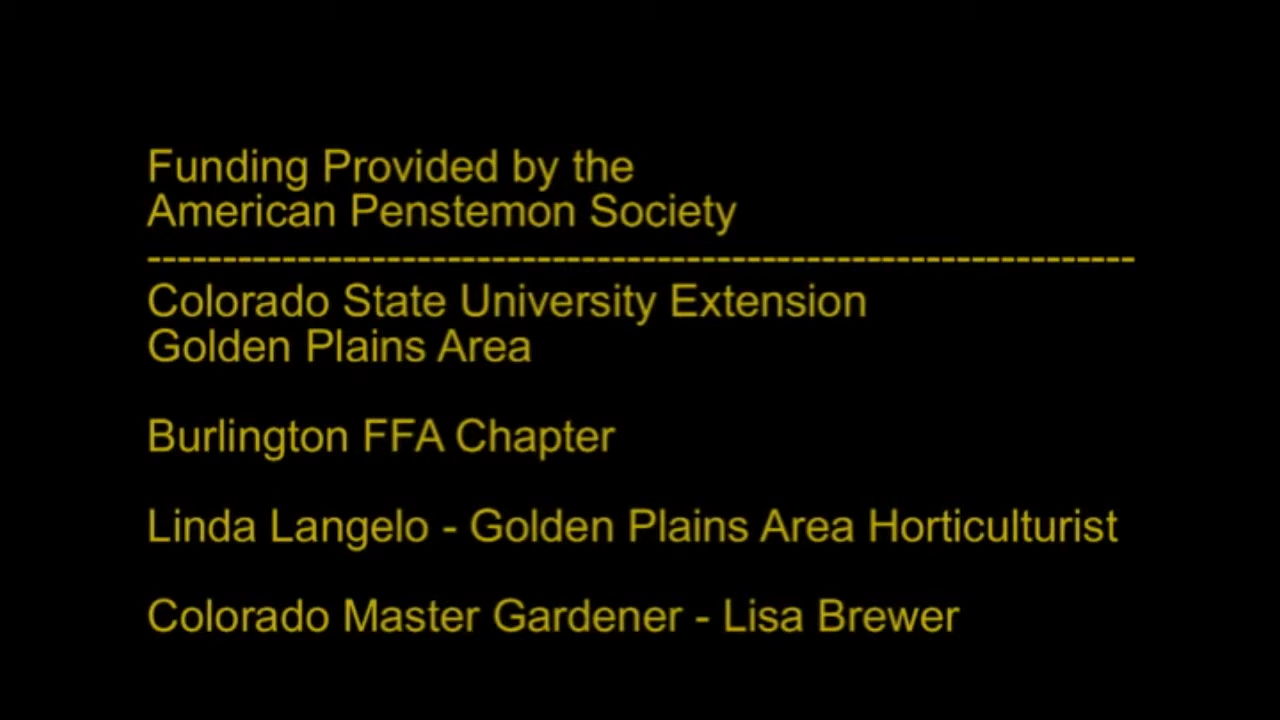 Funding Provided by the
American Penstemon Society
------------------------------------------------------------------
Colorado State University Extension
Golden Plains Area
Burlington FFA Chapter
Linda Langelo - Golden Plains Area Horticulturist
Colorado Master Gardener - Lisa Brewer